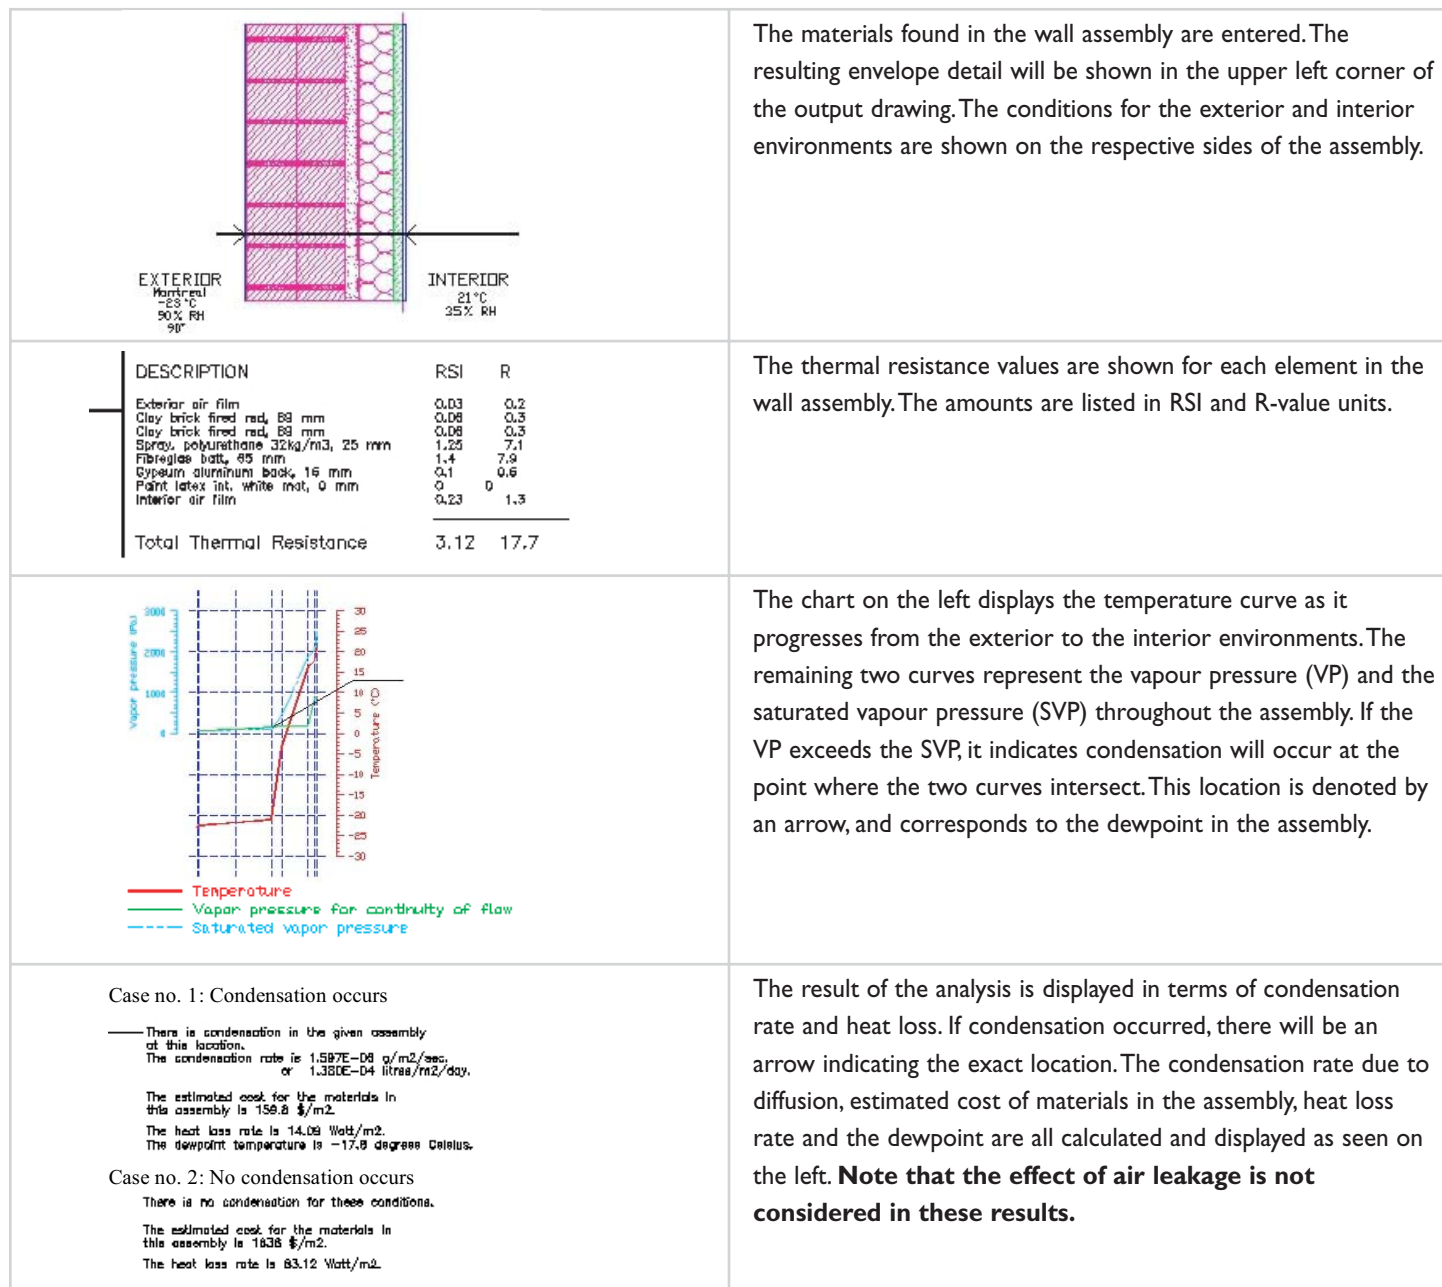 The materials found in the wall assembly are entered. The
resulting envelope detail will be shown in the upper left corner of
the output drawing. The conditions for the exterior and interior
environments are shown on the respective sides of the assembly.
EXTERIOR
Montreal
-23°C
90% RH
90°
INTERIOR
21°C
35% RH
DESCRIPTION RSI R
Exterior air film 0.03 0.2
Clay brick fired red, 89 mm 0.06 0.3
Clay brick fired red, 89 mm 0.06 0.3
Spray, polyurethane 32kg/m3, 25 mm 1.25 7.1
Fibreglas batt, 65 mm 1.4 7.9
Gypsum aluminum back, 16 mm 0.1 0.6
Paint latex int. white mat, 0 mm 0 0
Interior air film 0.23 1.3
Total Thermal Resistance 3.12 17.7
The thermal resistance values are shown for each element in the
wall assembly. The amounts are listed in RSI and R-value units.
Vapor pressure (Pa)
3000
2000
1000
0
30
25
20
15
10
5
0
-5
-10
-15
-20
-25
-30
Temperature (°C)
Temperature
Vapor pressure for continuity of flow
Saturated vapor pressure
The chart on the left displays the temperature curve as it
progresses from the exterior to the interior environments. The
remaining two curves represent the vapour pressure (VP) and the
saturated vapour pressure (SVP) throughout the assembly. If the
VP exceeds the SVP, it indicates condensation will occur at the
point where the two curves intersect. This location is denoted by
an arrow, and corresponds to the dewpoint in the assembly.
Case no. 1: Condensation occurs
There is condensation in the given assembly
at this location.
The condensation rate is 1.597E-06 g/m2/sec.
or 1.380E-04 litres/m2/day.
The estimated cost for the materials in
this assembly is 159.8 $/m2.
The heat loss rate is 14.09 Watt/m2.
The dewpoint temperature is -17.8 degrees Celsius.
Case no. 2: No condensation occurs
There is no condensation for these conditions.
The estimated cost for the materials in
this assembly is 1636 $/m2.
The heat loss rate is 83.12 Watt/m2.
The result of the analysis is displayed in terms of condensation
rate and heat loss. If condensation occurred, there will be an
arrow indicating the exact location. The condensation rate due to
diffusion, estimated cost of materials in the assembly, heat loss
rate and the dewpoint are all calculated and displayed as seen on
the left. Note that the effect of air leakage is not
considered in these results.